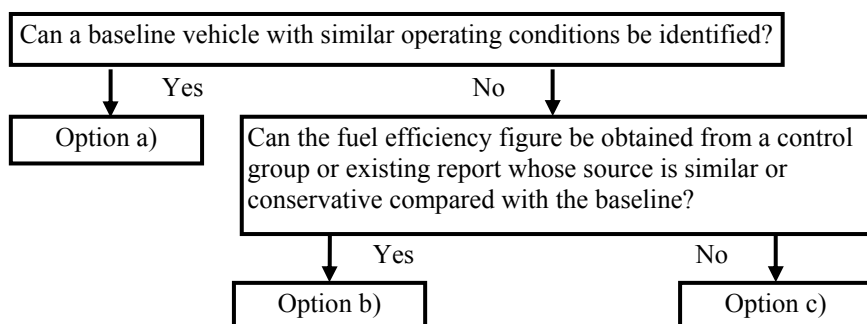 Can a baseline vehicle with similar operating conditions be identified?
Yes
No
Option a)
Can the fuel efficiency figure be obtained from a control
group or existing report whose source is similar or
conservative compared with the baseline?
Yes
No
Option b)
Option c)